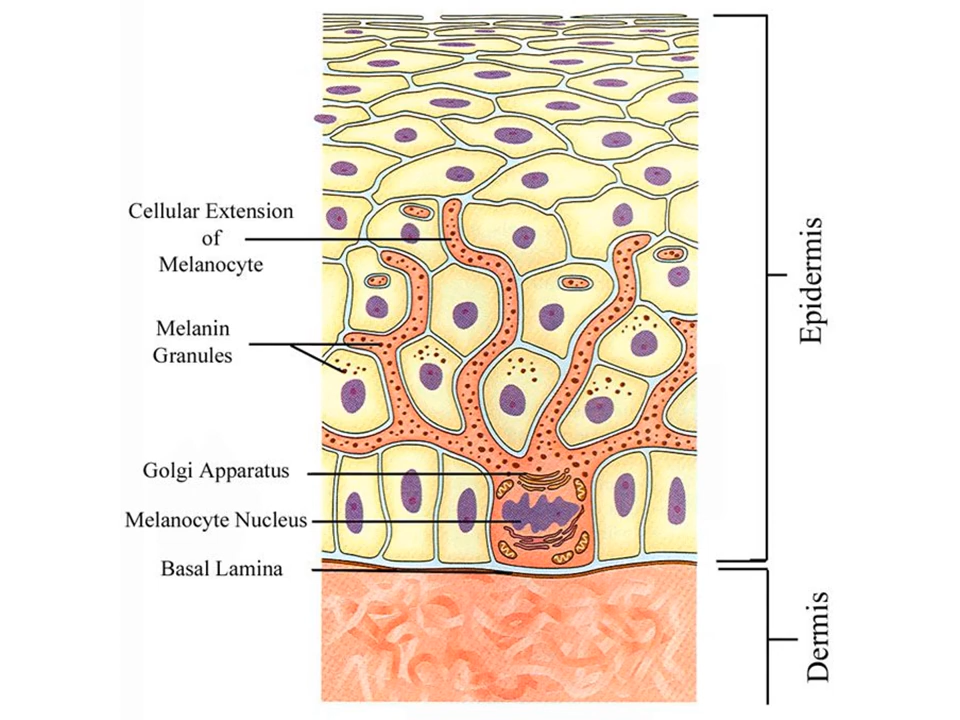 Cellular Extension
of
Melanocyte
Melanin
Granules
Golgi Apparatus
Melanocyte Nucleus
Basal Lamina
Epidermis
Dermis